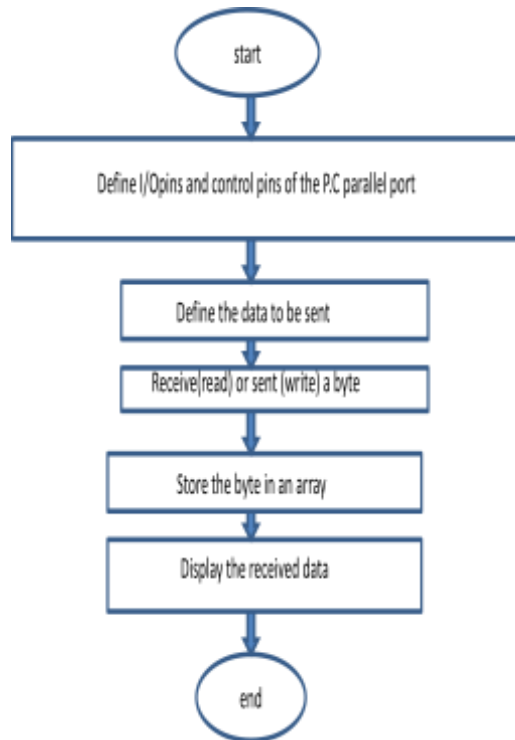 start
Define I/Opins and control pins of the P.C parallel port
Define the data to be sent
Receive(read) or sent (write) a byte
Store the byte in an array
Display the received data
end